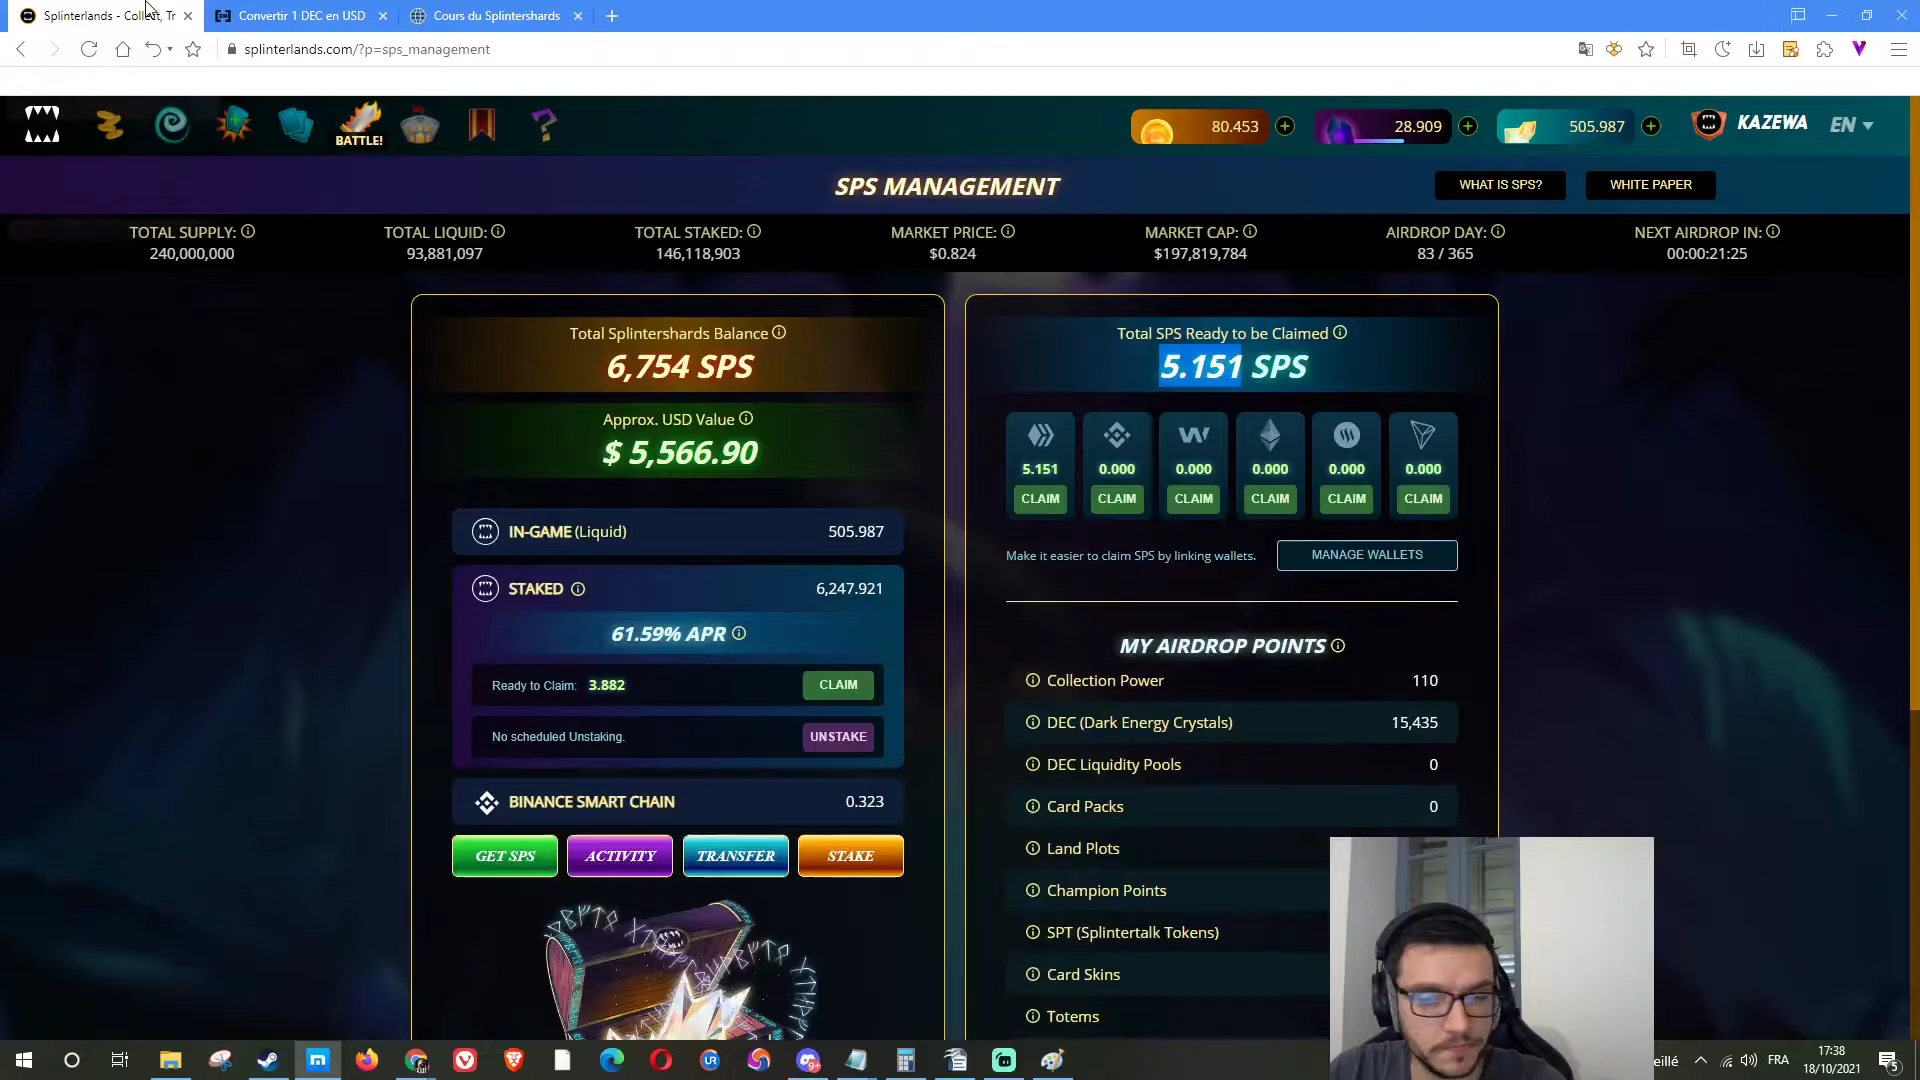 Splinterlands - Collect, Tr
Convertir 1 DEC en USD
Cours du Splintershards
splinterlands.com/?p=sps_management
BATTLE!
80.453
28.909
505.987
KAZEWA
EN
SPS MANAGEMENT
WHAT IS SPS?
WHITE PAPER
TOTAL SUPPLY:
240,000,000
TOTAL LIQUID:
93,881,097
TOTAL STAKED:
146,118,903
MARKET PRICE:
$0.824
MARKET CAP:
$197,819,784
AIRDROP DAY:
83 / 365
NEXT AIRDROP IN:
00:00:21:25
Total Splintershards Balance
6,754 SPS
Approx. USD Value
$ 5,566.90
IN-GAME (Liquid) 505.987
STAKED 6,247.921
61.59% APR
Ready to Claim: 3.882 CLAIM
No scheduled Unstaking. UNSTAKE
BINANCE SMART CHAIN 0.323
GET SPS ACTIVITY TRANSFER STAKE
Total SPS Ready to be Claimed
5.151 SPS
5.151 0.000 0.000 0.000 0.000 0.000
CLAIM CLAIM CLAIM CLAIM CLAIM CLAIM
Make it easier to claim SPS by linking wallets. MANAGE WALLETS
MY AIRDROP POINTS
Collection Power 110
DEC (Dark Energy Crystals) 15,435
DEC Liquidity Pools 0
Card Packs 0
Land Plots
Champion Points
SPT (Splintertalk Tokens)
Card Skins
Totems
UR
9+
eillé
FRA
17:38
18/10/2021
5